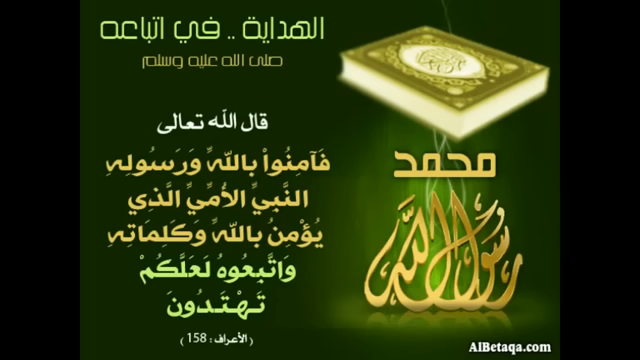 الهداية .. في اتباعه
صلى الله عليه وسلم
قال الله تعالى
فَآمِنُواْ بِاللَّهِ وَرَسُولِهِ
النَّبِيِّ الأُمِّيِّ الَّذِي
يُؤْمِنُ بِاللَّهِ وَكَلِمَاتِهِ
وَاتَّبِعُوهُ لَعَلَّكُمْ
تَهْتَدُونَ
( الأعراف : 158 )
محمد
رسول الله
AlBetaqa.com